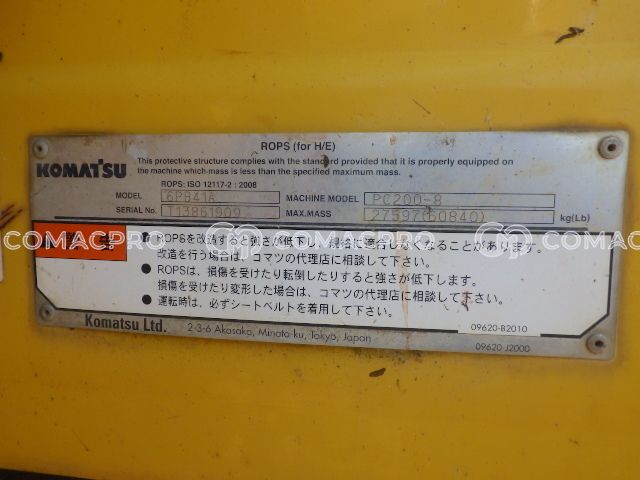 ROPS (for H/E)
KOMATSU
This protective structure complies with the standard provided that it is properly equipped on
the machine which-mass is less than the specified maximum mass.
ROPS: ISO 12117-2 : 2008
MODEL 6PB41A MACHINE MODEL PC200-8
SERIAL No. T13861909 MAX.MASS 27597(60840) kg(Lb)
COMACPRO COMACPRO COMACPRO
● ROPSを改造すると強さが低下し、規格に適合しなくなることがあります。
改造を行う場合は、コマツの代理店に相談して下さい。
● ROPSは、損傷を受けたり転倒したりすると強さが低下します。
損傷を受けたり変形した場合は、コマツの代理店に相談して下さい。
● 運転時は、必ずシートベルトを着用して下さい。
09620-B2010
Komatsu Ltd. 2-3-6 Akasaka, Minato-ku, Tokyo, Japan
09620-J2000